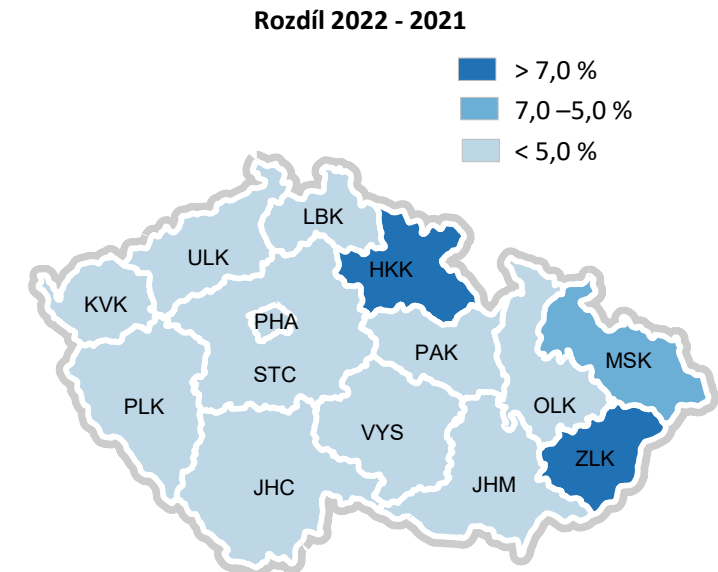 Rozdíl 2022 - 2021
> 7,0 %
7,0 –5,0 %
< 5,0 %
LBK
ULK
HKK
KVK
PHA
PAK
MSK
STC
PLK
OLK
VYS
ZLK
JHC
JHM